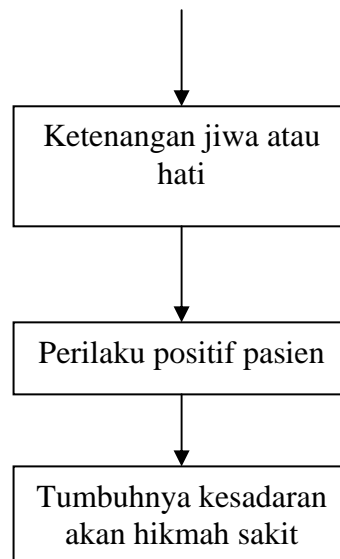 Ketenangan jiwa atau
hati
Perilaku positif pasien
Tumbuhnya kesadaran
akan hikmah sakit